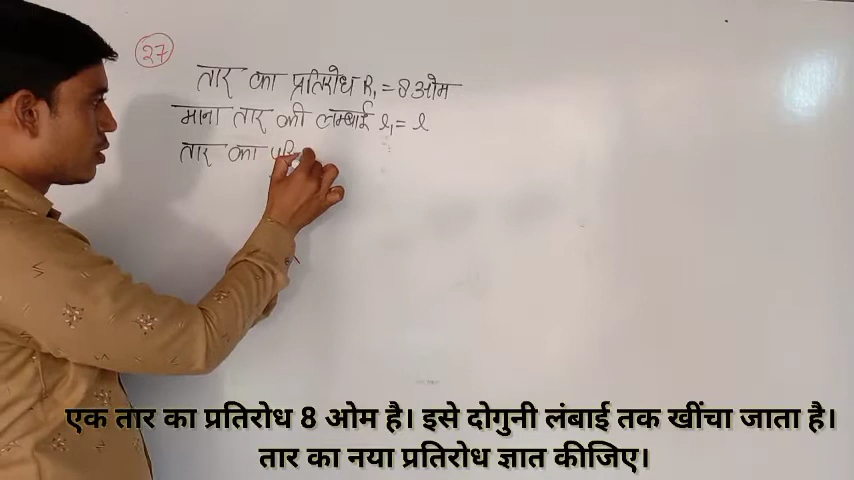 27
तार का प्रतिरोध R₁ = 8 ओम
माना तार की लम्बाई l₁ = l
तार का
एक तार का प्रतिरोध 8 ओम है। इसे दोगुनी लंबाई तक खींचा जाता है।
तार का नया प्रतिरोध ज्ञात कीजिए।